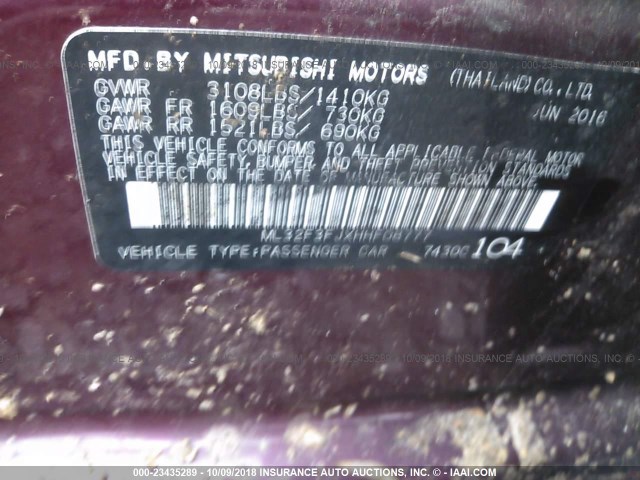 MFD BY MITSUBISHI MOTORS (THAILAND) CO., LTD.
GVWR 3108LBS/1410KG JUN 2016
GAWR FR 1609LBS/ 730KG
GAWR RR 1521LBS/ 690KG
THIS VEHICLE CONFORMS TO ALL APPLICABLE FEDERAL MOTOR
VEHICLE SAFETY, BUMPER AND THEFT PREVENTION STANDARDS
IN EFFECT ON THE DATE OF MANUFACTURE SHOWN ABOVE.
VEHICLE TYPE:PASSENGER CAR 7430C 104
000-23435289 - 10/09/2018 - INSURANCE AUTO AUCTIONS INC. - © - IAAI.COM